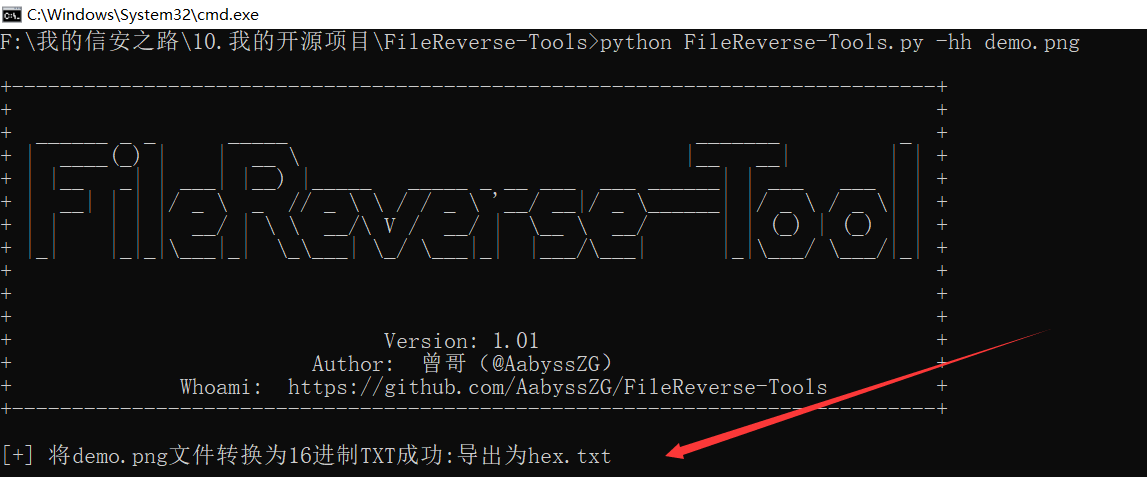 C:\Windows\System32\cmd.exe
F:\我的信安之路\10.我的开源项目\FileReverse-Tools>python FileReverse-Tools.py -hh demo.png
FileReverse-Tool
Version: 1.01
Author: 曾哥（@AabyssZG）
Whoami: https://github.com/AabyssZG/FileReverse-Tools
[+] 将demo.png文件转换为16进制TXT成功:导出为hex.txt